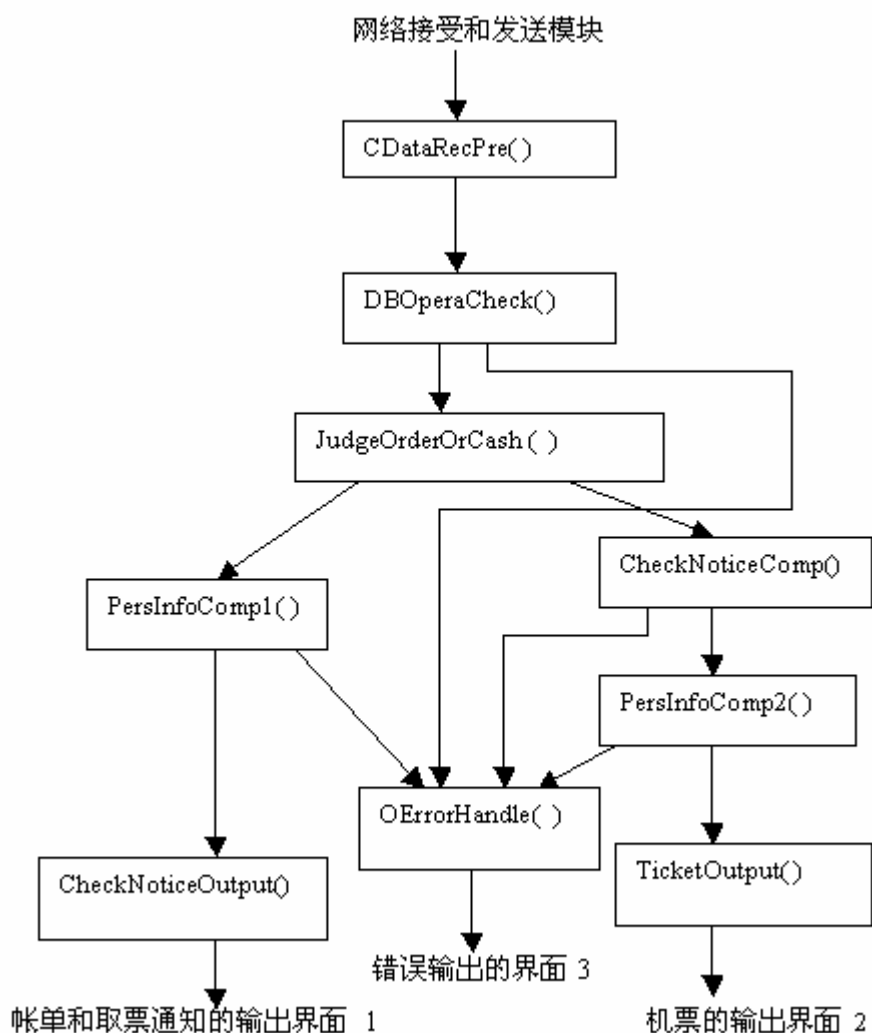 网络接受和发送模块
CDataRecPre()
DBOperaCheck()
JudgeOrderOrCash( )
CheckNoticeComp()
PersInfoComp1( )
PersInfoComp2()
OErrorHandle( )
CheckNoticeOutput()
TicketOutput()
错误输出的界面 3
帐单和取票通知的输出界面 1
机票的输出界面 2